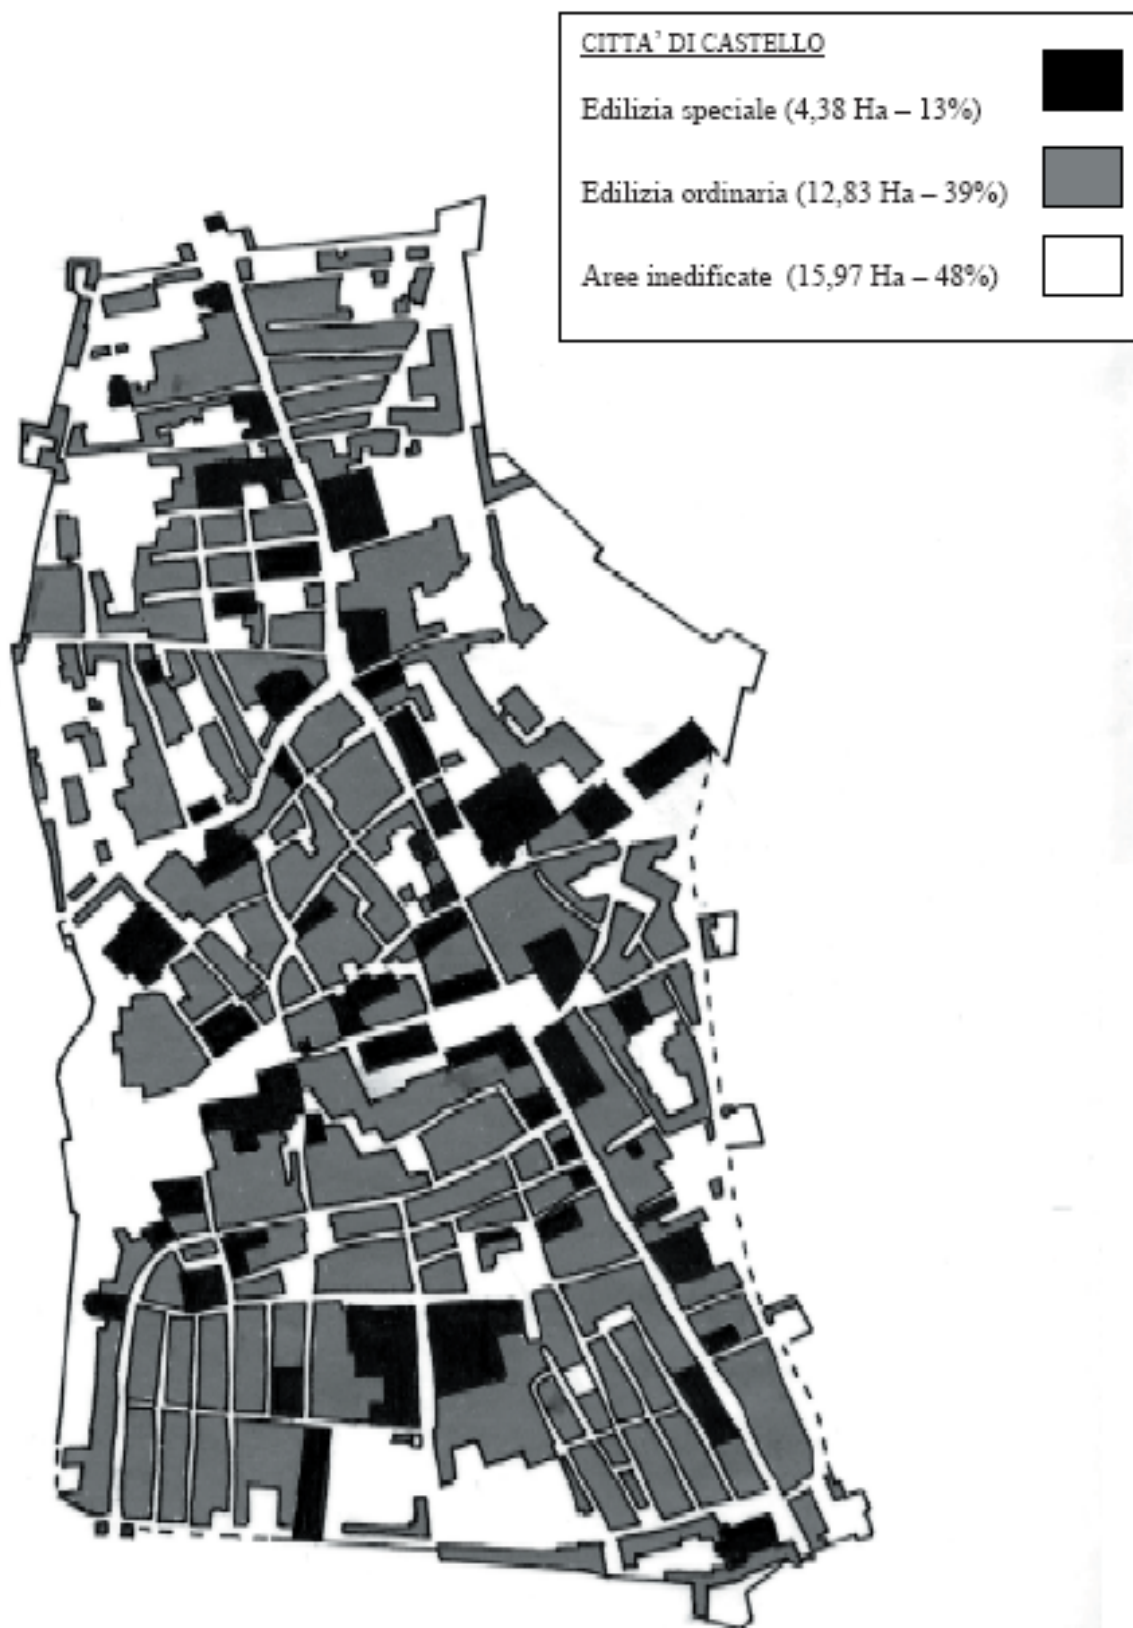 CITTA' DI CASTELLO
Edilizia speciale (4,38 Ha – 13%)
Edilizia ordinaria (12,83 Ha – 39%)
Aree inedificate (15,97 Ha – 48%)